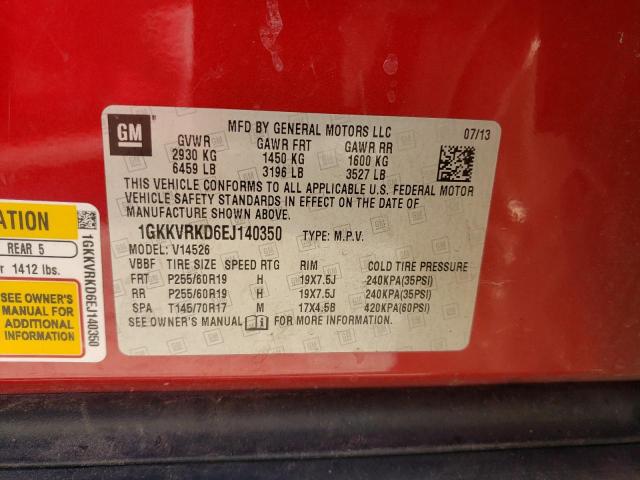 GM
MFD BY GENERAL MOTORS LLC 07/13
GVWR GAWR FRT GAWR RR
2930 KG 1450 KG 1600 KG
6459 LB 3196 LB 3527 LB
THIS VEHICLE CONFORMS TO ALL APPLICABLE U.S. FEDERAL MOTOR
VEHICLE SAFETY STANDARDS IN EFFECT ON THE DATE OF
MANUFACTURE SHOWN ABOVE.
1GKKVRKD6EJ140350 TYPE: M.P.V.
MODEL: V14526
VBBF TIRE SIZE SPEED RTG RIM COLD TIRE PRESSURE
FRT P255/60R19 H 19X7.5J 240KPA(35PSI)
RR P255/60R19 H 19X7.5J 240KPA(35PSI)
SPA T145/70R17 M 17X4.5B 420KPA(60PSI)
SEE OWNER'S MANUAL FOR MORE INFORMATION.
ATION
REAR 5
r 1412 lbs.
SEE OWNER'S
MANUAL FOR
ADDITIONAL
INFORMATION
1GKKVRKD6EJ140350